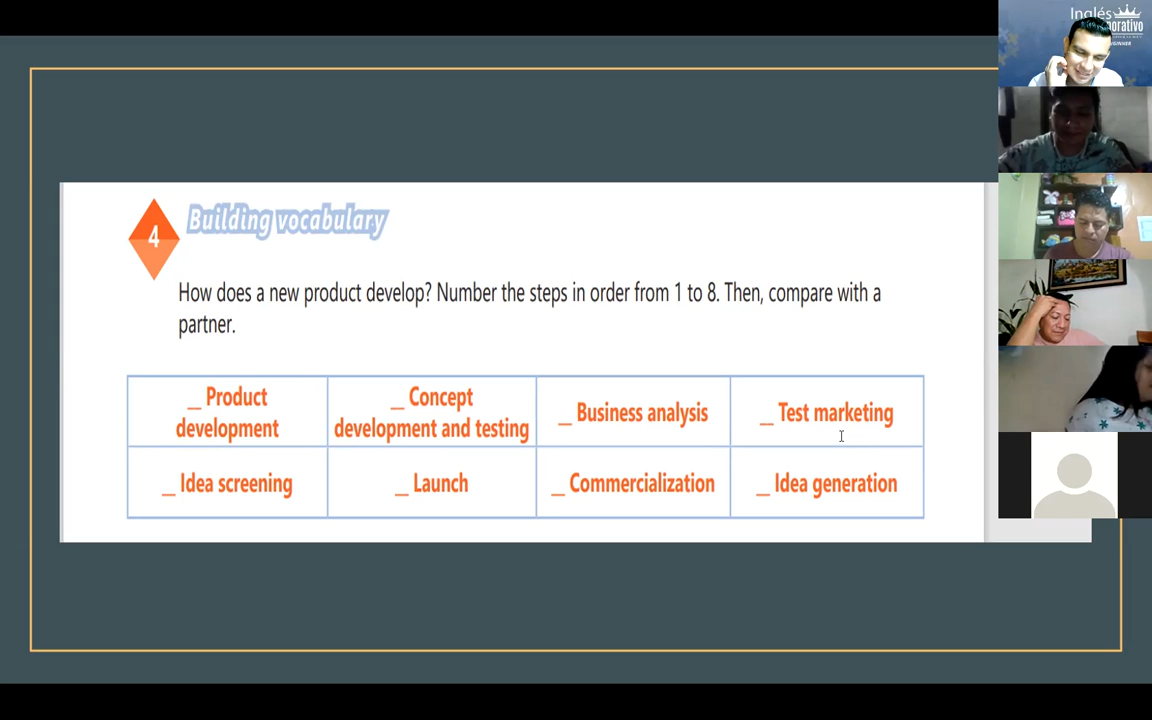 Inglés
4
Building vocabulary
How does a new product develop? Number the steps in order from 1 to 8. Then, compare with a
partner.
_ Product
development
_ Concept
development and testing
_ Business analysis
_ Test marketing
_ Idea screening
_ Launch
_ Commercialization
_ Idea generation